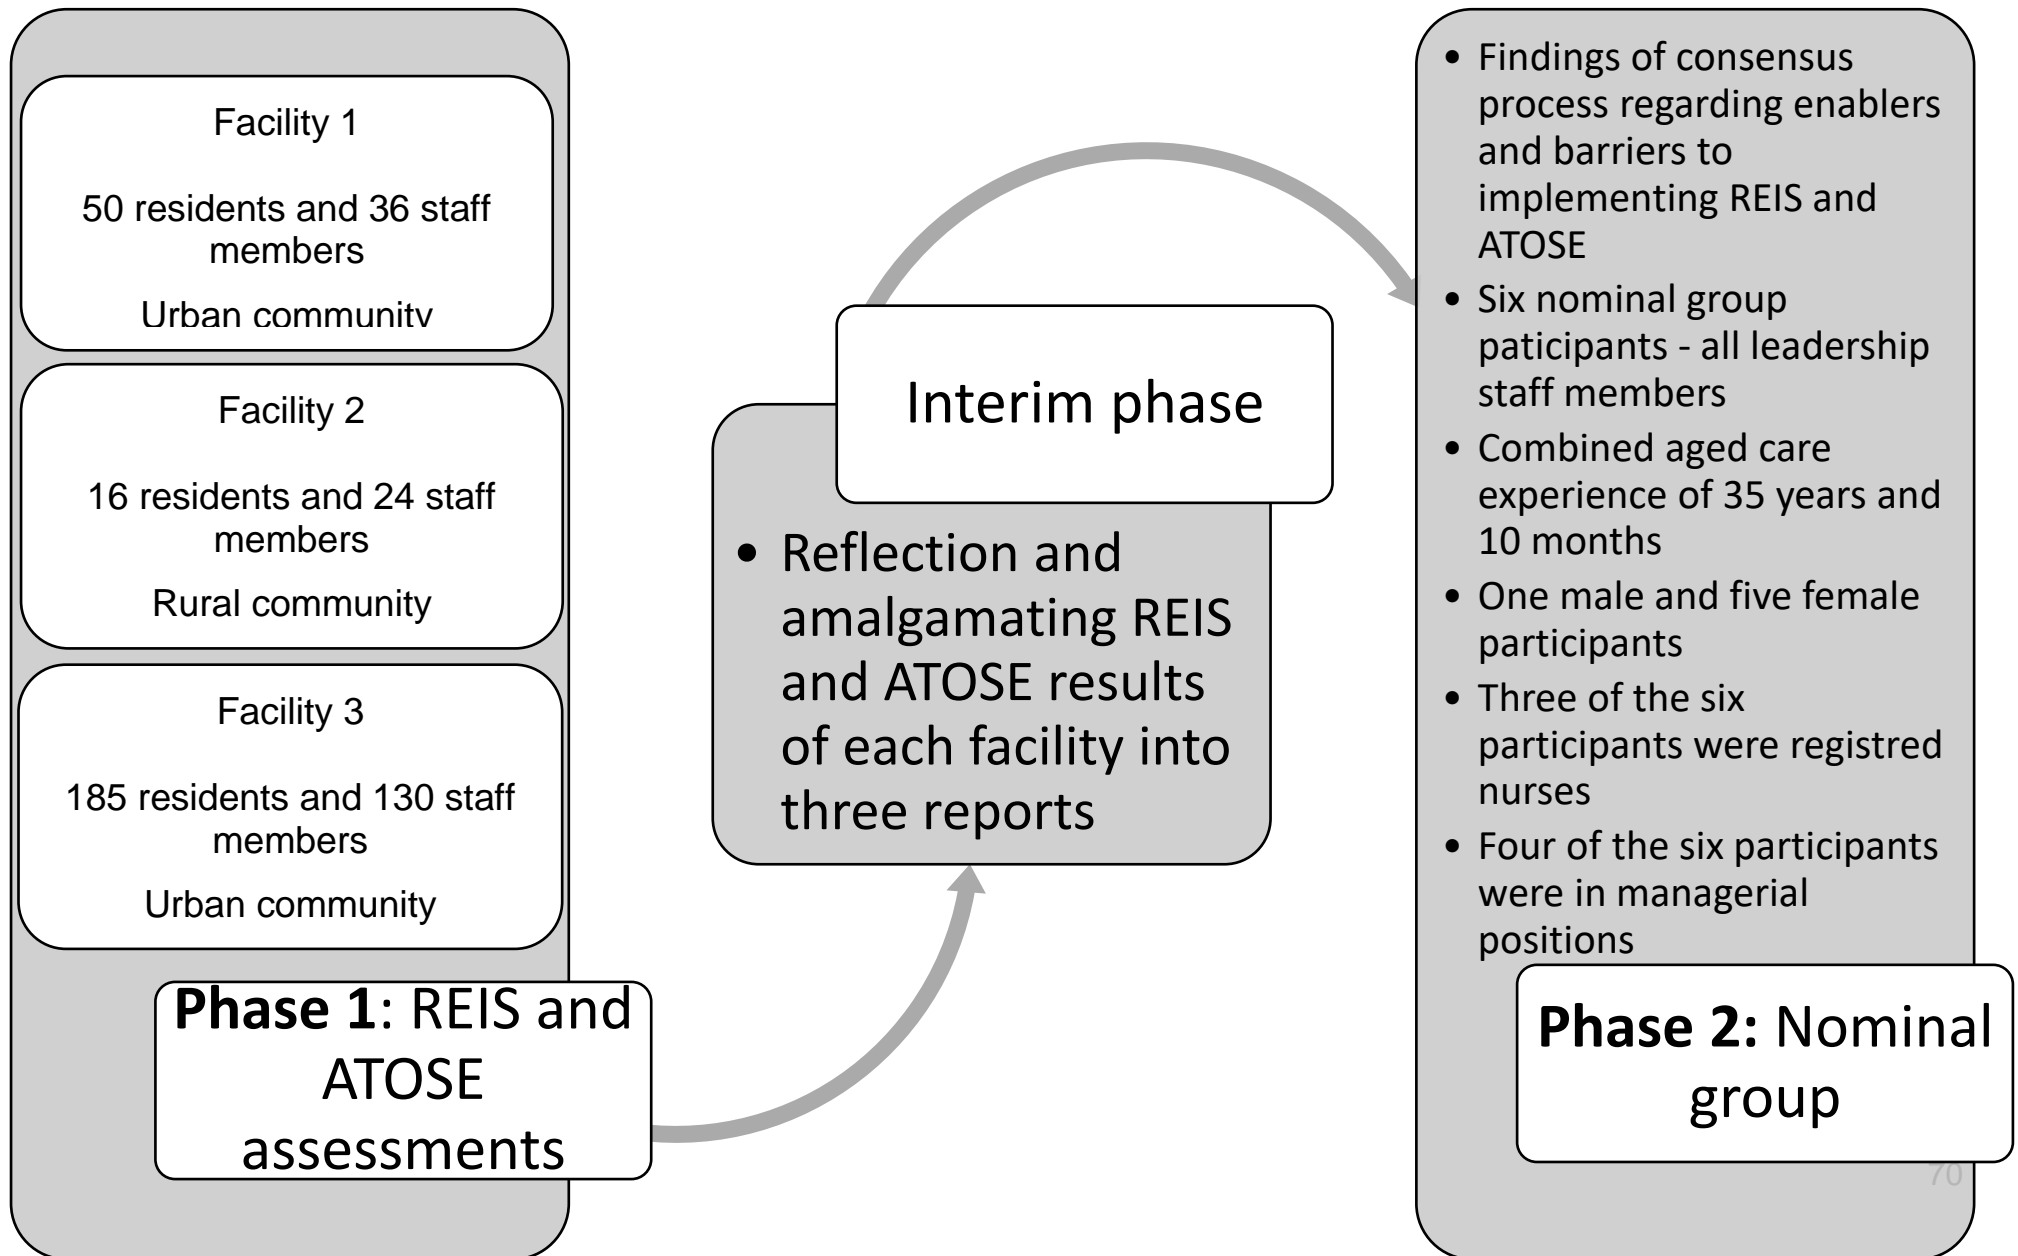 Facility 1
50 residents and 36 staff
members
Urban community
Facility 2
16 residents and 24 staff
members
Rural community
Facility 3
185 residents and 130 staff
members
Urban community
Phase 1: REIS and
ATOSE
assessments
Interim phase
• Reflection and
amalgamating REIS
and ATOSE results
of each facility into
three reports
• Findings of consensus
process regarding enablers
and barriers to
implementing REIS and
ATOSE
• Six nominal group
paticipants - all leadership
staff members
• Combined aged care
experience of 35 years and
10 months
• One male and five female
participants
• Three of the six
participants were registred
nurses
• Four of the six participants
were in managerial
positions
Phase 2: Nominal
group
70